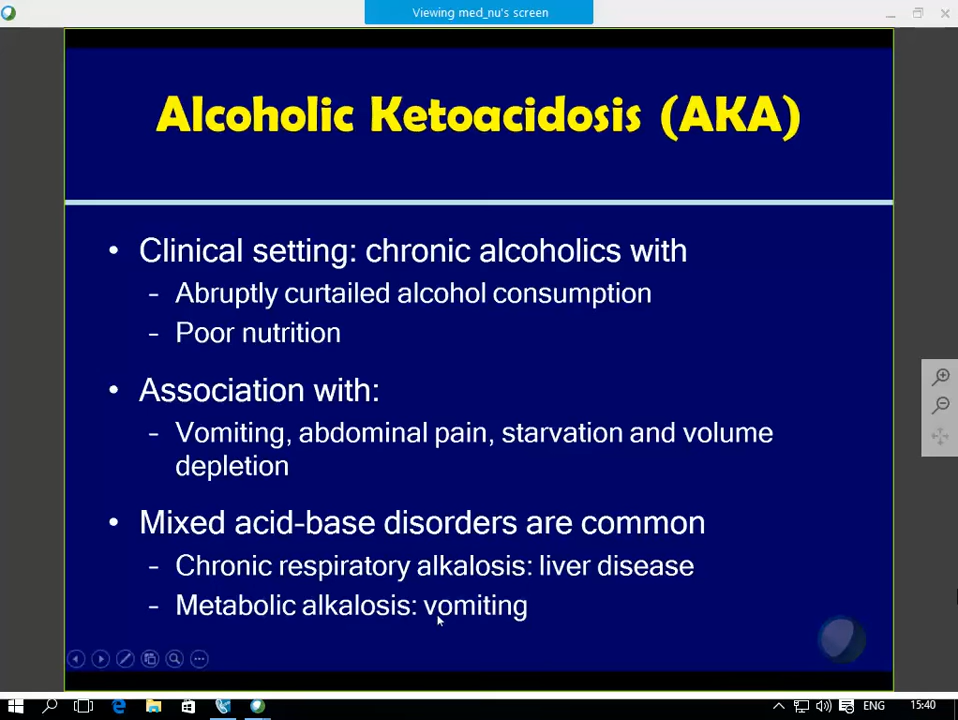 Viewing med_nu's screen
Alcoholic Ketoacidosis (AKA)
• Clinical setting: chronic alcoholics with
– Abruptly curtailed alcohol consumption
– Poor nutrition
• Association with:
– Vomiting, abdominal pain, starvation and volume
depletion
• Mixed acid-base disorders are common
– Chronic respiratory alkalosis: liver disease
– Metabolic alkalosis: vomiting
ENG
15:40